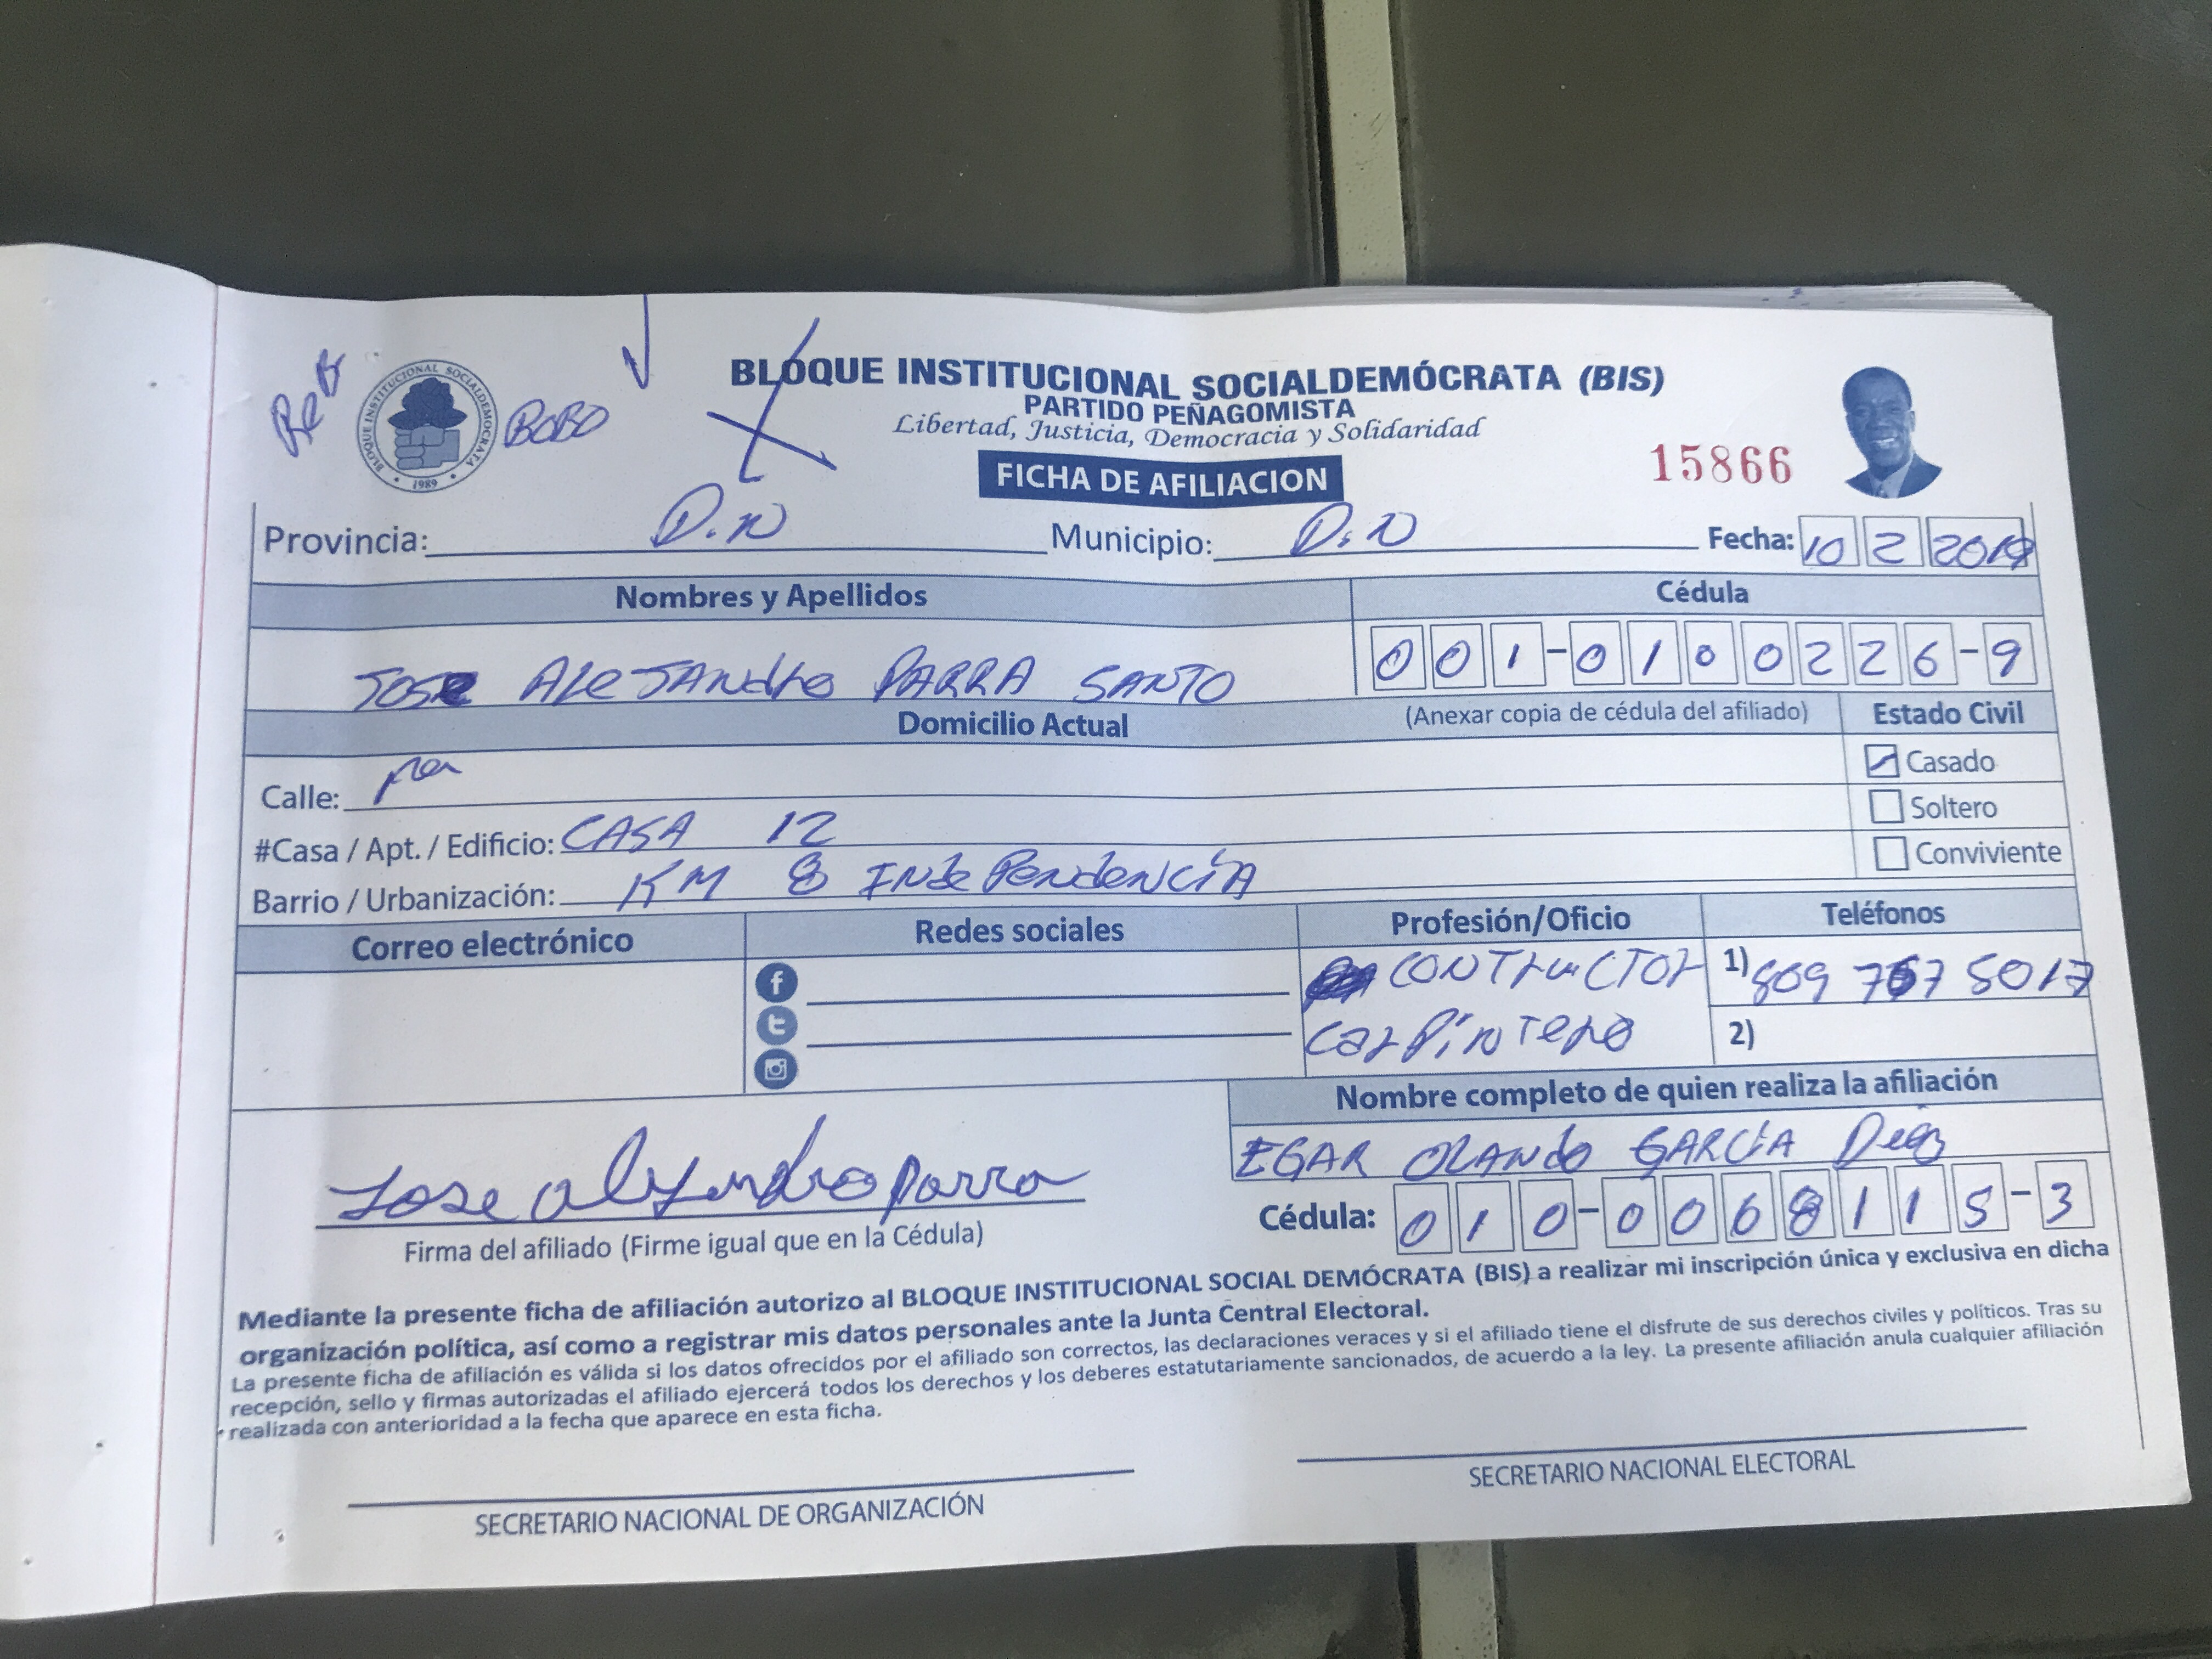 BLOQUE INSTITUCIONAL SOCIALDEMÓCRATA (BIS)
PARTIDO PEÑAGOMISTA
Libertad, Justicia, Democracia y Solidaridad
BLOQUE INSTITUCIONAL SOCIALDEMOCRATA
1989
BOBO
15866
FICHA DE AFILIACION
Provincia: D.N Municipio: D.N Fecha: 10 2 2019
Nombres y Apellidos Cédula
JOSE ALEJANdro PARRA SANTO 001-0100226-9
Domicilio Actual (Anexar copia de cédula del afiliado) Estado Civil
Calle:
Casado
#Casa / Apt. / Edificio: CASA 12
Soltero
Barrio / Urbanización: KM 8 INdePendenciA
Conviviente
Correo electrónico Redes sociales Profesión/Oficio Teléfonos
CONTructor 1) 809 767 5017
carPinTero 2)
Nombre completo de quien realiza la afiliación
EGAR OLANdo GARCIA
Jose alejandro parra
Cédula: 010-0068115-3
Firma del afiliado (Firme igual que en la Cédula)
Mediante la presente ficha de afiliación autorizo al BLOQUE INSTITUCIONAL SOCIAL DEMÓCRATA (BIS) a realizar mi inscripción única y exclusiva en dicha
organización política, así como a registrar mis datos personales ante la Junta Central Electoral.
La presente ficha de afiliación es válida si los datos ofrecidos por el afiliado son correctos, las declaraciones veraces y si el afiliado tiene el disfrute de sus derechos civiles y políticos. Tras su
recepción, sello y firmas autorizadas el afiliado ejercerá todos los derechos y los deberes estatutariamente sancionados, de acuerdo a la ley. La presente afiliación anula cualquier afiliación
realizada con anterioridad a la fecha que aparece en esta ficha.
SECRETARIO NACIONAL DE ORGANIZACIÓN
SECRETARIO NACIONAL ELECTORAL